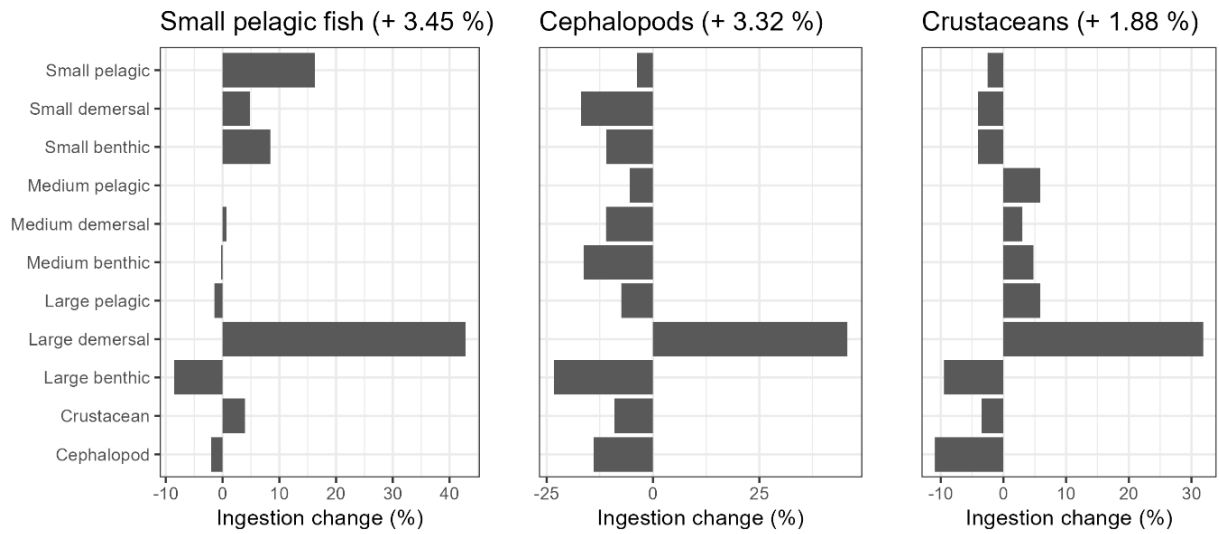 Small pelagic fish (+ 3.45 %)
Cephalopods (+ 3.32 %)
Crustaceans (+ 1.88 %)
Small pelagic
Small demersal
Small benthic
Medium pelagic
Medium demersal
Medium benthic
Large pelagic
Large demersal
Large benthic
Crustacean
Cephalopod
-10 0 10 20 30 40
-25 0 25
-10 0 10 20 30
Ingestion change (%)
Ingestion change (%)
Ingestion change (%)